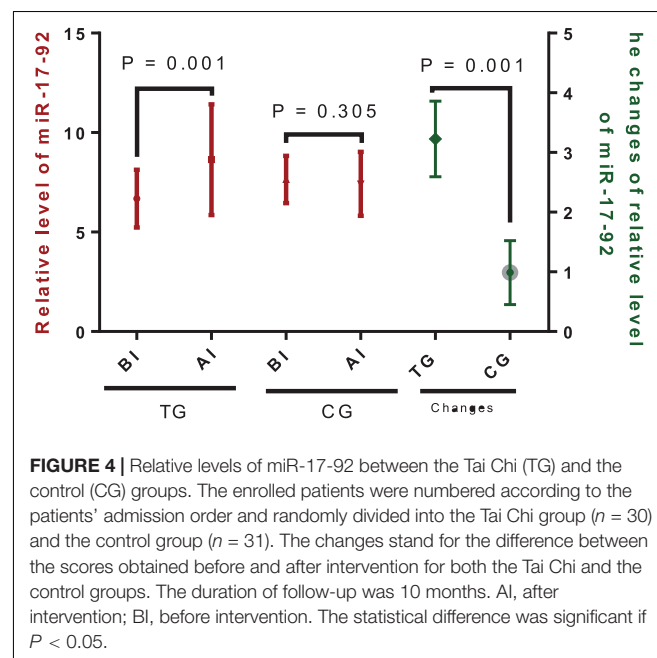 15
10
5
0
Relative level of miR-17-92
P = 0.001
P = 0.305
P = 0.001
5
4
3
2
1
0
he changes of relative level
of miR-17-92
BI
AI
BI
AI
TG
CG
TG
CG
Changes
FIGURE 4 | Relative levels of miR-17-92 between the Tai Chi (TG) and the
control (CG) groups. The enrolled patients were numbered according to the
patients’ admission order and randomly divided into the Tai Chi group (n = 30)
and the control group (n = 31). The changes stand for the difference between
the scores obtained before and after intervention for both the Tai Chi and the
control groups. The duration of follow-up was 10 months. AI, after
intervention; BI, before intervention. The statistical difference was significant if
P < 0.05.